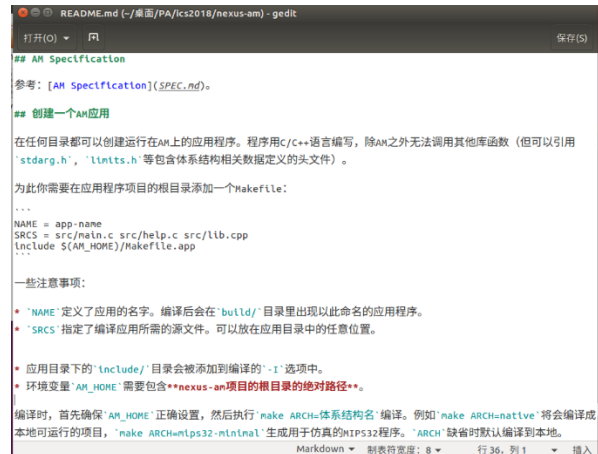 README.md (~/桌面/PA/ics2018/nexus-am) - gedit
打开(O)
保存(S)
## AM Specification
参考：[AM Specification](SPEC.md)。
## 创建一个AM应用
在任何目录都可以创建运行在AM上的应用程序。程序用C/C++语言编写，除AM之外无法调用其他库函数（但可以引用
`stdarg.h`, `limits.h`等包含体系结构相关数据定义的头文件）。
为此你需要在应用程序项目的根目录添加一个Makefile：
```
NAME = app-name
SRCS = src/main.c src/help.c src/lib.cpp
include $(AM_HOME)/Makefile.app
```
一些注意事项：
* `NAME`定义了应用的名字。编译后会在`build/`目录里出现以此命名的应用程序。
* `SRCS`指定了编译应用所需的源文件。可以放在应用目录中的任意位置。
* 应用目录下的`include/`目录会被添加到编译的`-I`选项中。
* 环境变量`AM_HOME`需要包含**nexus-am项目的根目录的绝对路径**。
编译时，首先确保`AM_HOME`正确设置，然后执行`make ARCH=体系结构名`编译。例如`make ARCH=native`将会编译成
本地可运行的项目，`make ARCH=mips32-minimal`生成用于仿真的MIPS32程序。`ARCH`缺省时默认编译到本地。
Markdown 制表符宽度：8 行 36，列 1 插入